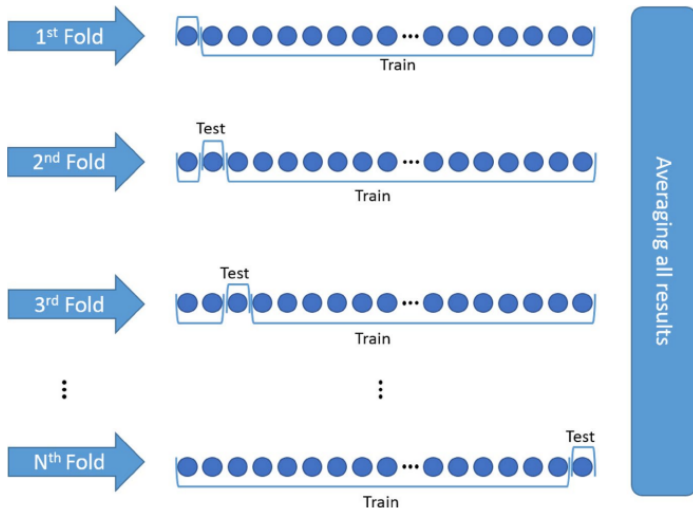 1st Fold
Train
Test
2nd Fold
Train
Test
3rd Fold
Train
Test
Nth Fold
Train
Averaging all results